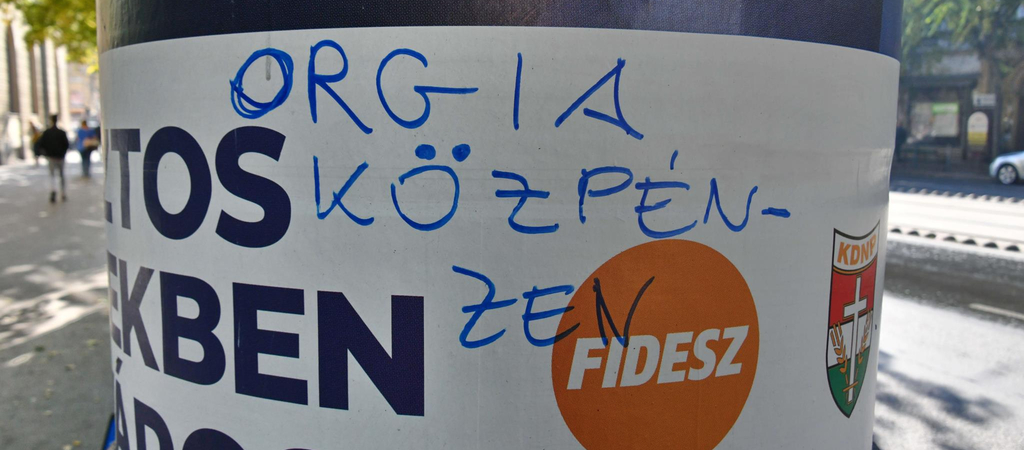 ORGIA
KÖZPÉN-
ZEN
TOS
EKBEN
FIDESZ
KDNP